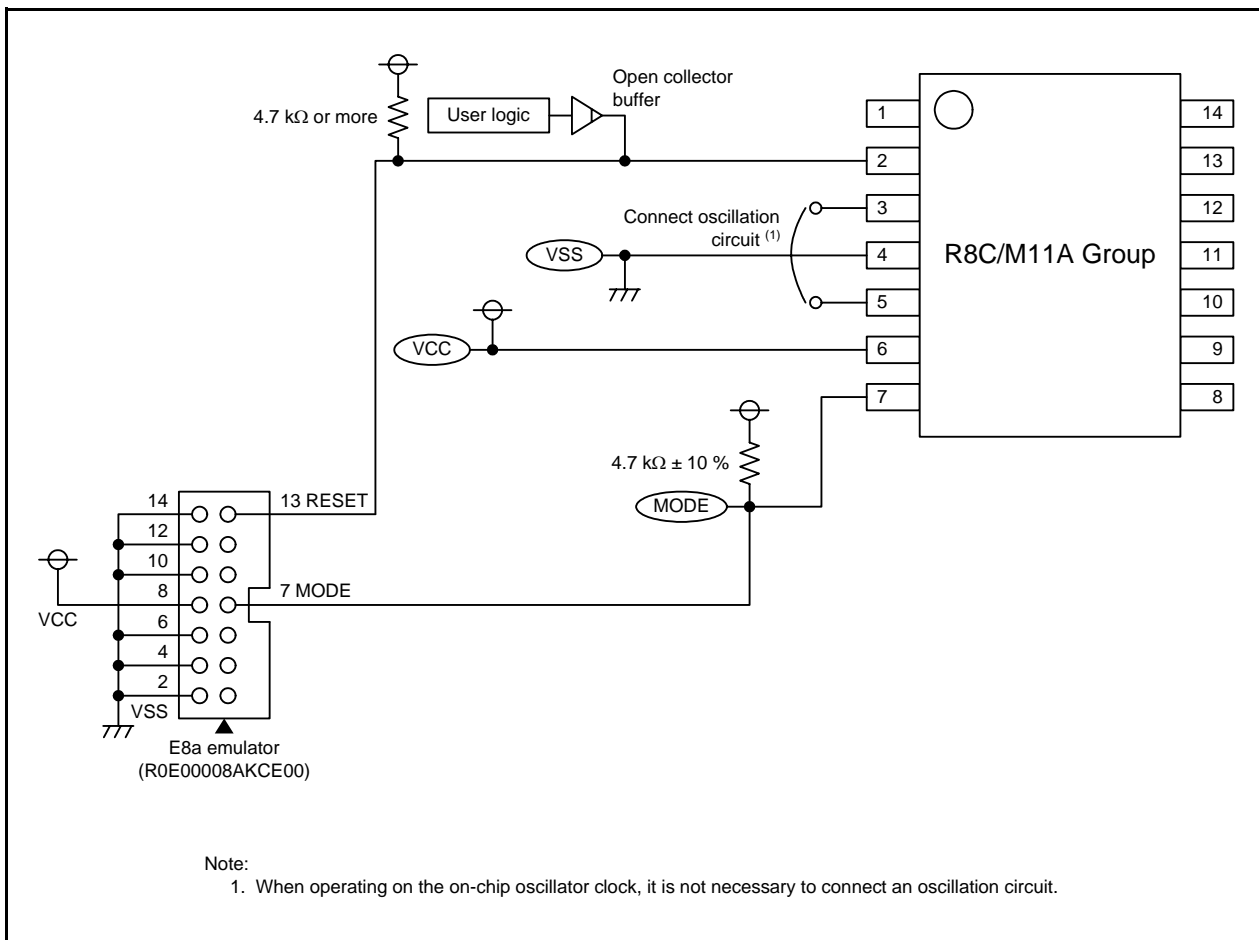 Open collector
buffer
4.7 kΩ or more
User logic
1
2
3
4
5
6
7
14
13
12
11
10
9
8
R8C/M11A Group
Connect oscillation
circuit (1)
VSS
VCC
4.7 kΩ ± 10 %
MODE
14
12
10
8
6
4
2
13 RESET
7 MODE
VCC
VSS
E8a emulator
(R0E00008AKCE00)
Note:
1. When operating on the on-chip oscillator clock, it is not necessary to connect an oscillation circuit.